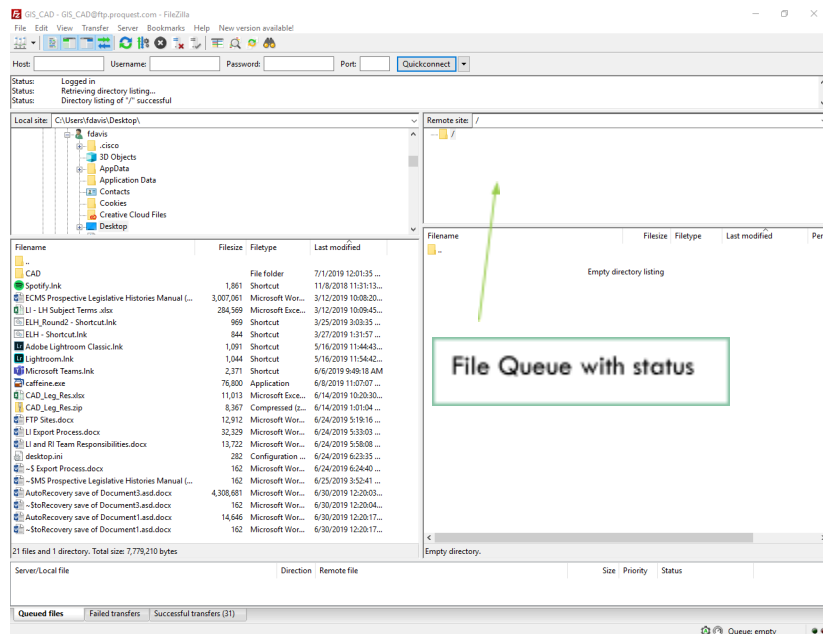 GIS_CAD - GIS_CAD@ftp.proquest.com - FileZilla
File Edit View Transfer Server Bookmarks Help New version available!
Host: Username: Password: Port: Quickconnect
Status: Logged in
Status: Retrieving directory listing...
Status: Directory listing of "/" successful
Local site: C:\Users\fdavis\Desktop\
fdavis
.cisco
3D Objects
AppData
Application Data
Contacts
Cookies
Creative Cloud Files
Desktop
Filename Filesize Filetype Last modified
..
CAD File folder 7/1/2019 12:01:35 ...
Spotify.lnk 1,861 Shortcut 11/8/2018 11:31:13...
ECMS Prospective Legislative Histories Manual (... 3,007,061 Microsoft Wor... 3/12/2019 10:08:20...
LI - LH Subject Terms .xlsx 284,569 Microsoft Exce... 3/12/2019 10:09:45...
ELH_Round2 - Shortcut.lnk 969 Shortcut 3/25/2019 3:03:35 ...
ELH - Shortcut.lnk 844 Shortcut 3/27/2019 1:31:57 ...
Adobe Lightroom Classic.lnk 1,091 Shortcut 5/16/2019 11:44:43...
Lightroom.lnk 1,044 Shortcut 5/16/2019 11:54:42...
Microsoft Teams.lnk 2,371 Shortcut 6/6/2019 9:49:18 AM
caffeine.exe 76,800 Application 6/8/2019 11:07:07 ...
CAD_Leg_Res.xlsx 11,013 Microsoft Exce... 6/14/2019 10:20:30...
CAD_Leg_Res.zip 8,367 Compressed (z... 6/14/2019 1:01:04 ...
FTP Sites.docx 12,912 Microsoft Wor... 6/24/2019 5:19:16 ...
LI Export Process.docx 32,329 Microsoft Wor... 6/24/2019 5:33:03 ...
LI and RI Team Responsibilities.docx 13,722 Microsoft Wor... 6/24/2019 5:58:08 ...
desktop.ini 282 Configuration ... 6/24/2019 6:23:35 ...
~$ Export Process.docx 162 Microsoft Wor... 6/24/2019 6:24:40 ...
~$MS Prospective Legislative Histories Manual (... 162 Microsoft Wor... 6/25/2019 3:52:41 ...
AutoRecovery save of Document3.asd.docx 4,308,681 Microsoft Wor... 6/30/2019 12:20:03...
~$toRecovery save of Document3.asd.docx 162 Microsoft Wor... 6/30/2019 12:20:04...
AutoRecovery save of Document1.asd.docx 14,646 Microsoft Wor... 6/30/2019 12:20:17...
~$toRecovery save of Document1.asd.docx 162 Microsoft Wor... 6/30/2019 12:20:17...
21 files and 1 directory. Total size: 7,779,210 bytes
Remote site: /
/
Filename Filesize Filetype Last modified Per
..
Empty directory listing
File Queue with status
Empty directory.
Server/Local file Direction Remote file Size Priority Status
Queued files Failed transfers Successful transfers (31)
Queue: empty